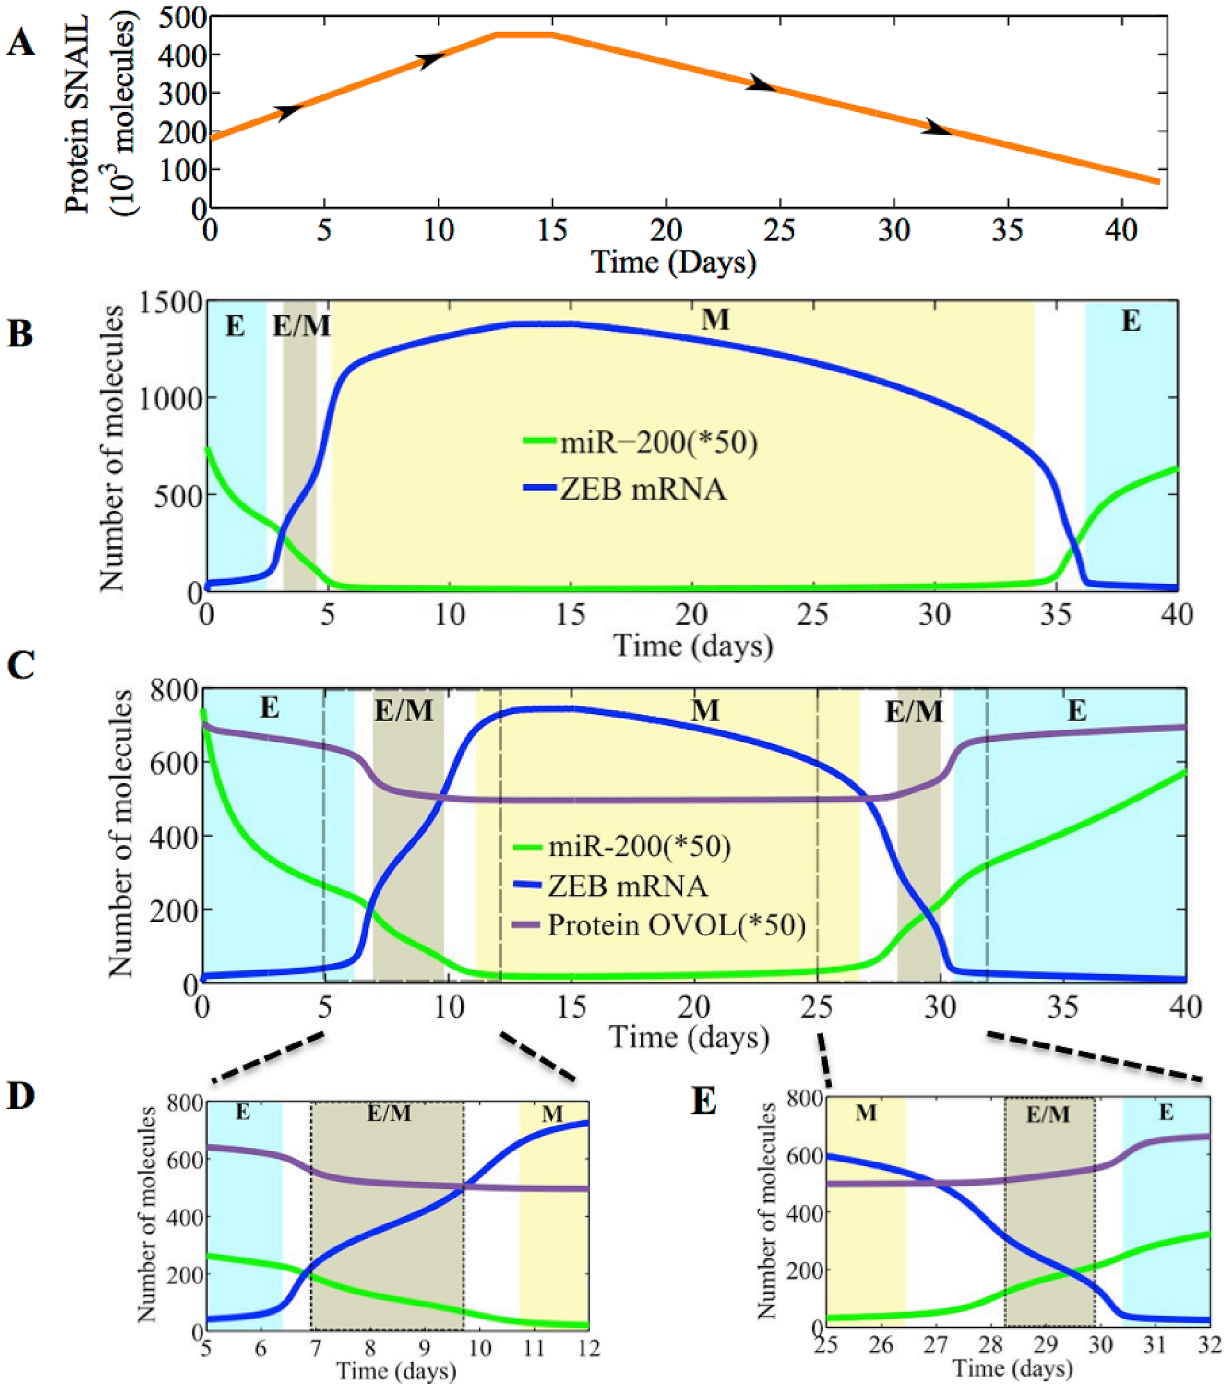 A
Protein SNAIL
(10³ molecules)
500
400
300
200
100
0
0 5 10 15 20 25 30 35 40
Time (Days)
B
Number of molecules
1500
1000
500
0
E E/M M E
miR−200(*50)
ZEB mRNA
0 5 10 15 20 25 30 35 40
Time (days)
C
Number of molecules
800
600
400
200
0
E E/M M E/M E
miR-200(*50)
ZEB mRNA
Protein OVOL(*50)
0 5 10 15 20 25 30 35 40
Time (days)
D
Number of molecules
800
600
400
200
0
E E/M M
5 6 7 8 9 10 11 12
Time (days)
E
Number of molecules
800
600
400
200
0
M E/M E
25 26 27 28 29 30 31 32
Time (days)